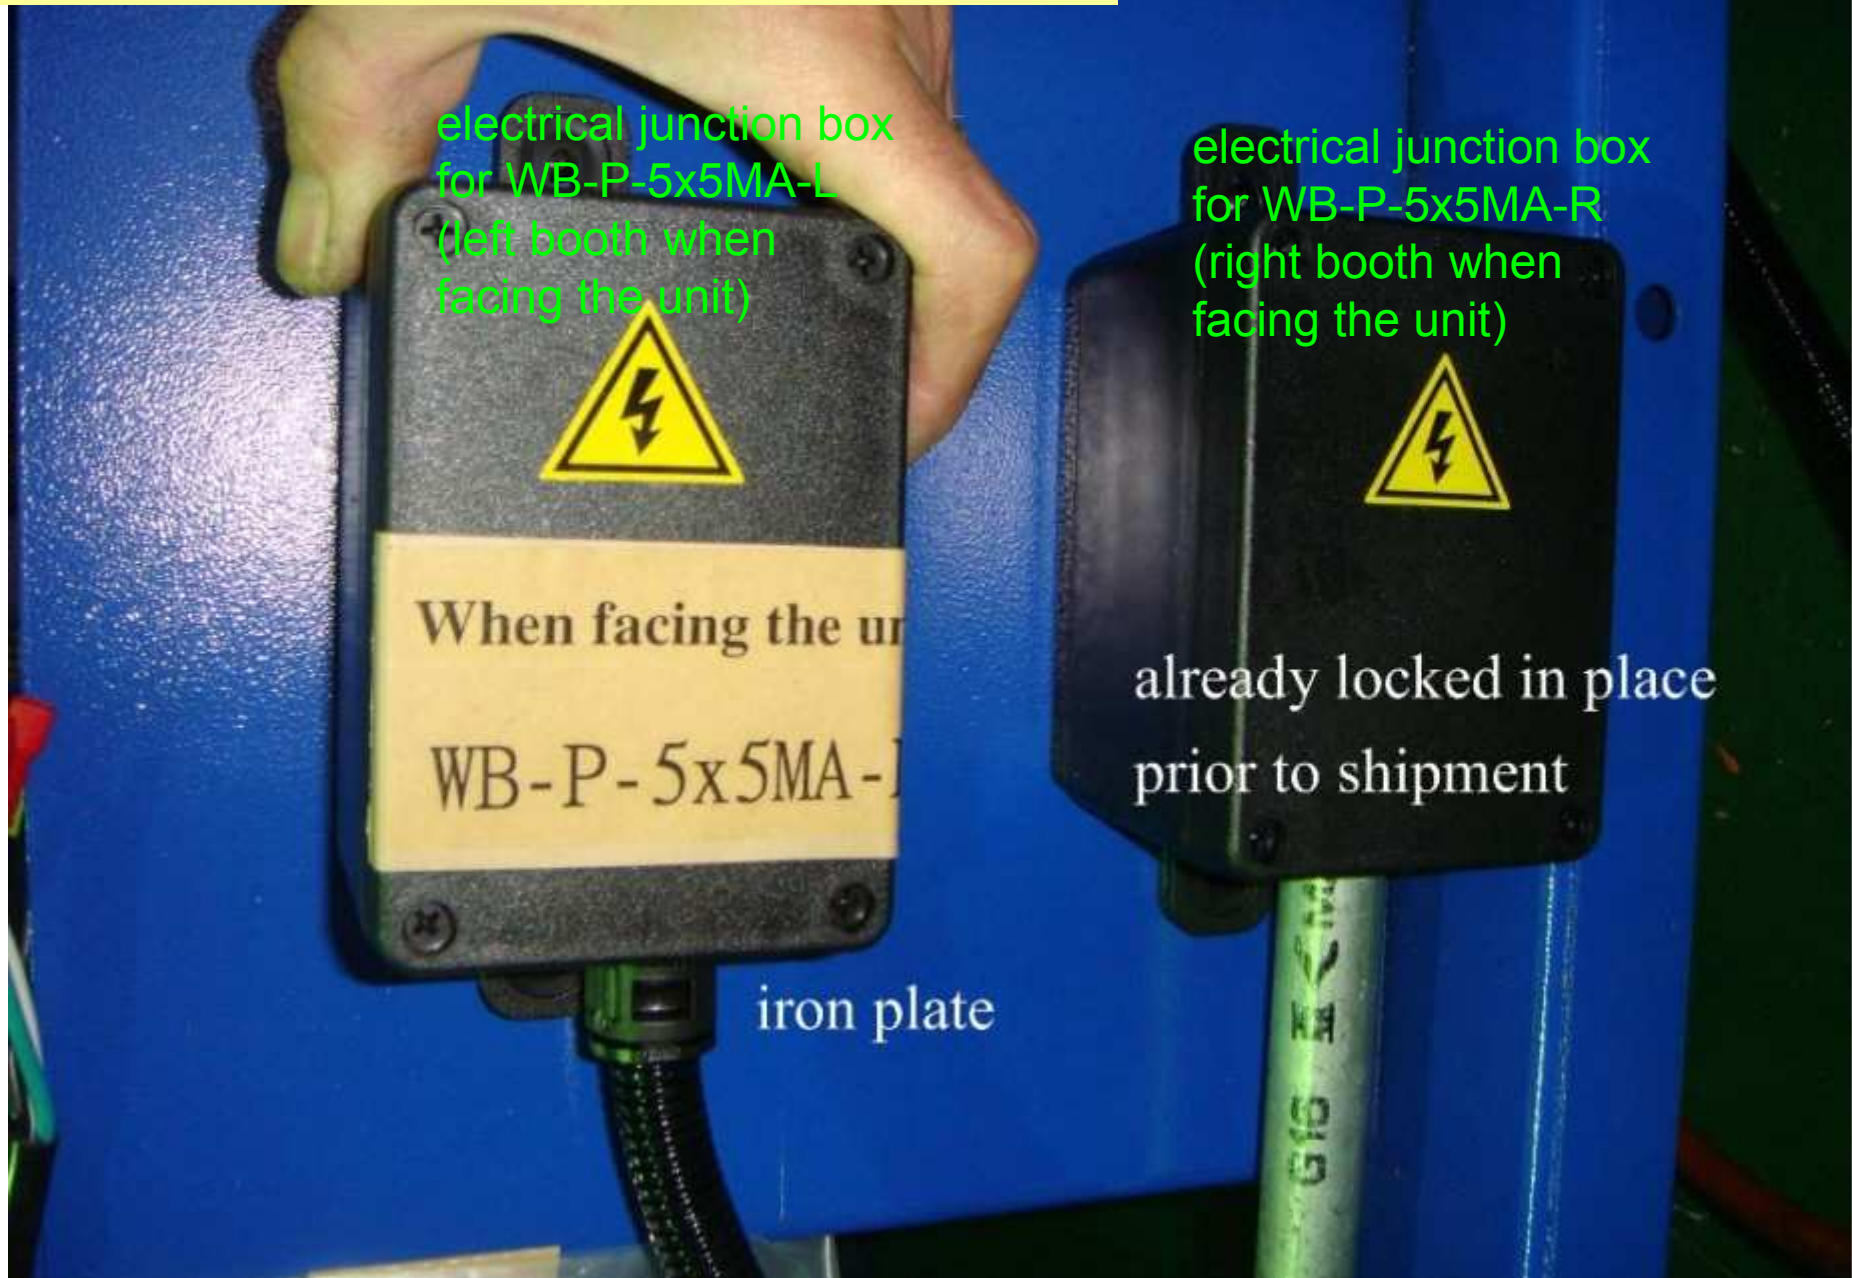 electrical junction box
for WB-P-5x5MA-L
(left booth when
facing the unit)
electrical junction box
for WB-P-5x5MA-R
(right booth when
facing the unit)
When facing the
WB-P-5x5MA-
already locked in place
prior to shipment
iron plate
G16